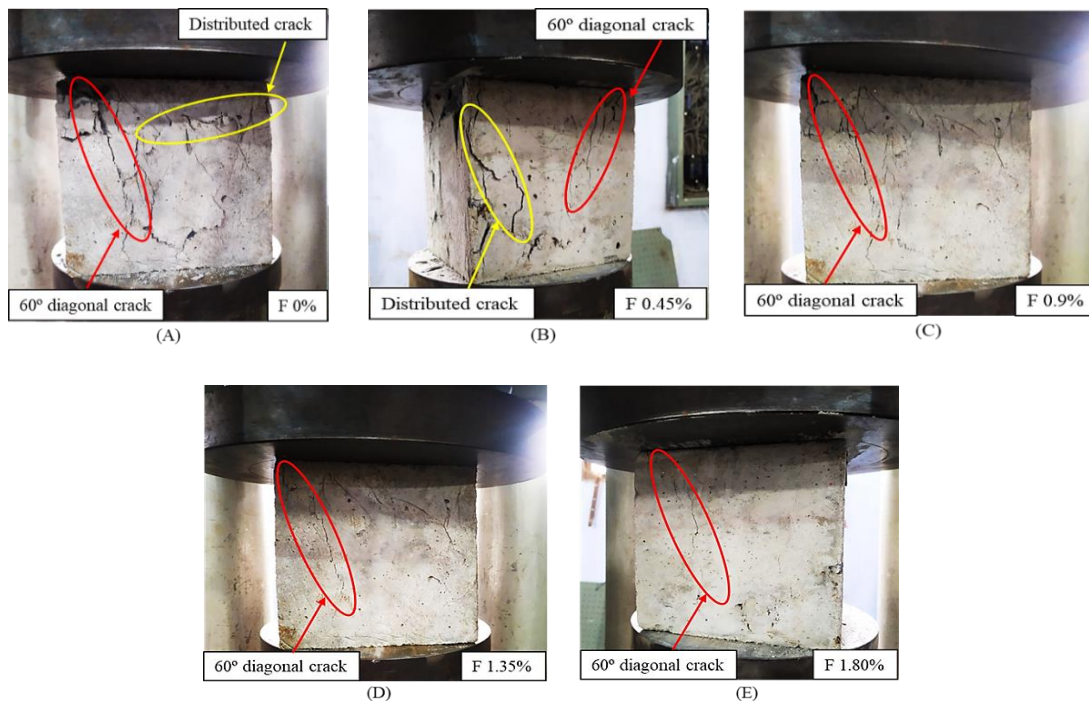 Distributed crack
60º diagonal crack
F 0%
(A)
60º diagonal crack
Distributed crack
F 0.45%
(B)
60º diagonal crack
F 0.9%
(C)
60º diagonal crack
F 1.35%
(D)
60º diagonal crack
F 1.80%
(E)